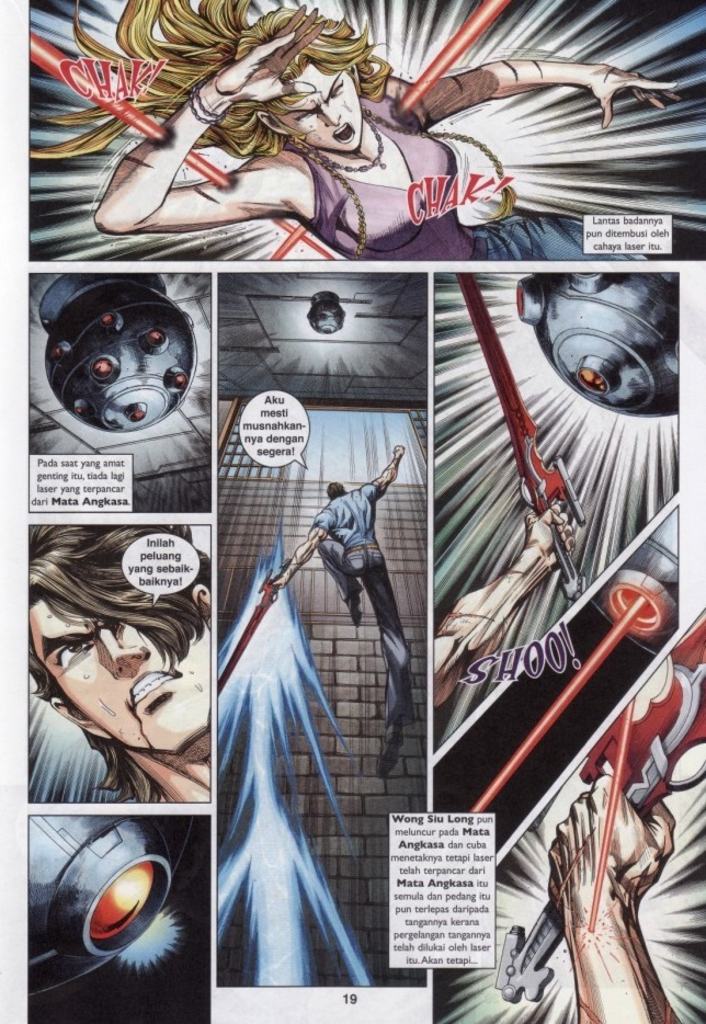 CHAK!
CHAK!
Lantas badannya
pun ditembusi oleh
cahaya laser itu.
Pada saat yang amat
genting itu, tiada lagi
laser yang terpancar
dari Mata Angkasa.
Inilah
peluang
yang sebaik-
baiknya!
Aku
mesti
musnahkan-
nya dengan
segera!
SHOO!
Wong Siu Long pun
meluncur pada Mata
Angkasa dan cuba
menetaknya tetapi laser
telah terpancar dari
Mata Angkasa itu
semula dan pedang itu
pun terlepas daripada
tangannya kerana
pergelangan tangannya
telah dilukai oleh laser
itu. Akan tetapi...
19